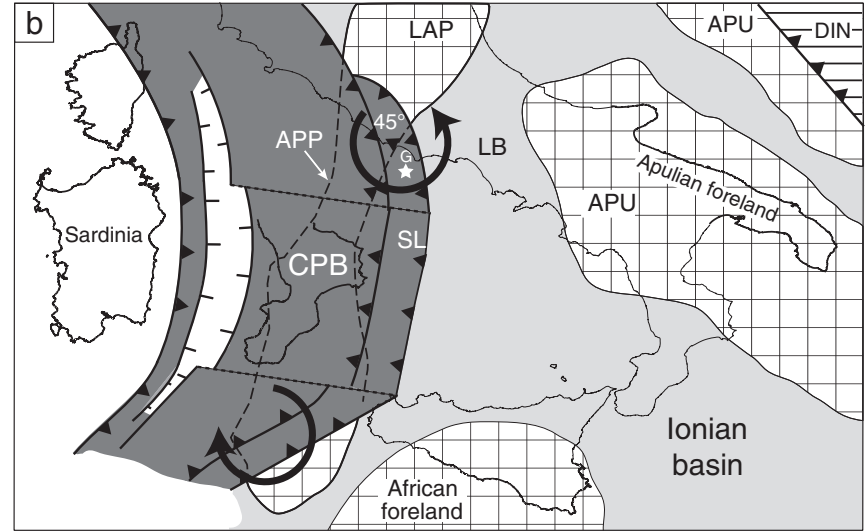 b
LAP
APU
DIN
45°
APP
G
LB
Apulian foreland
APU
Sardinia
SL
CPB
Ionian
basin
African
foreland